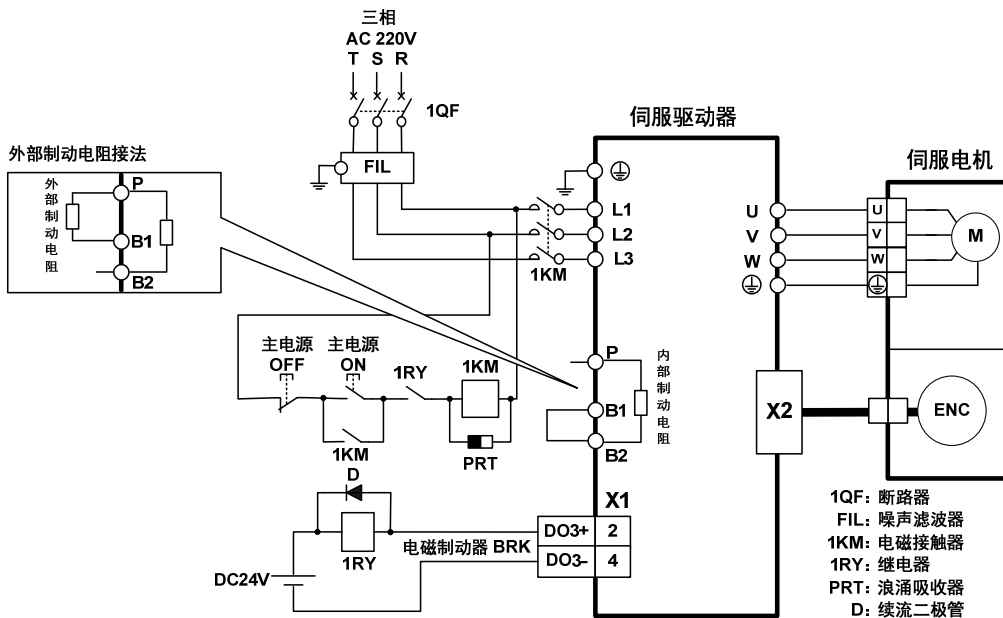 三相
AC 220V
T S R
1QF
伺服驱动器
外部制动电阻接法
FIL
伺服电机
外部制动电阻
P
B1
B2
L1
L2
L3
1KM
U
V
W
U
V
W
M
主电源
OFF
主电源
ON
1RY
1KM
P
内部制动电阻
B1
B2
X2
ENC
1KM
PRT
D
X1
1RY
电磁制动器 BRK
DO3+ 2
DO3- 4
DC24V
1QF: 断路器
FIL: 噪声滤波器
1KM: 电磁接触器
1RY: 继电器
PRT: 浪涌吸收器
D: 续流二极管